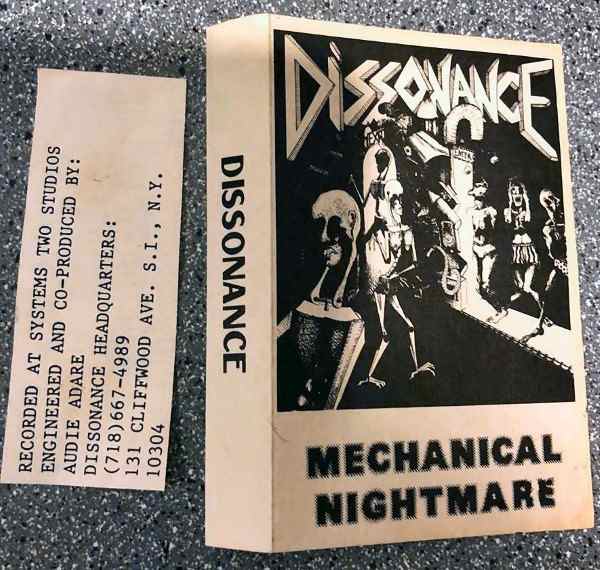 RECORDED AT SYSTEMS TWO STUDIOS
ENGINEERED AND CO-PRODUCED BY:
AUDIE ADARE
DISSONANCE HEADQUARTERS:
(718)667-4989
131 CLIFFWOOD AVE. S.I., N.Y.
10304
DISSONANCE
DISSONANCE
MECHANICAL
NIGHTMARE